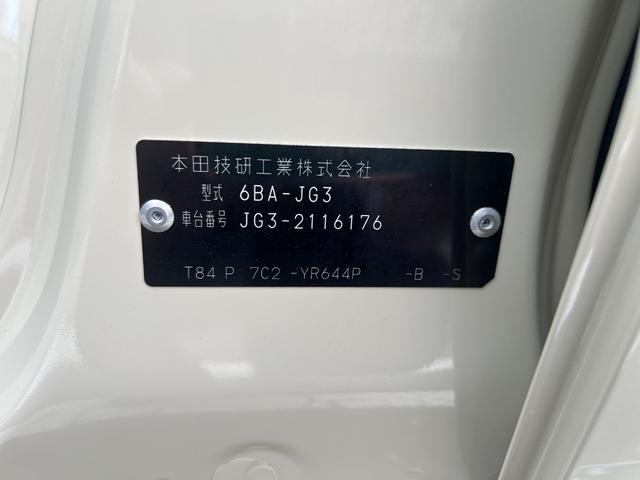 本田技研工業株式会社
型式 6BA-JG3
車台番号 JG3-2116176
T84 P 7C2 -YR644P -B -S